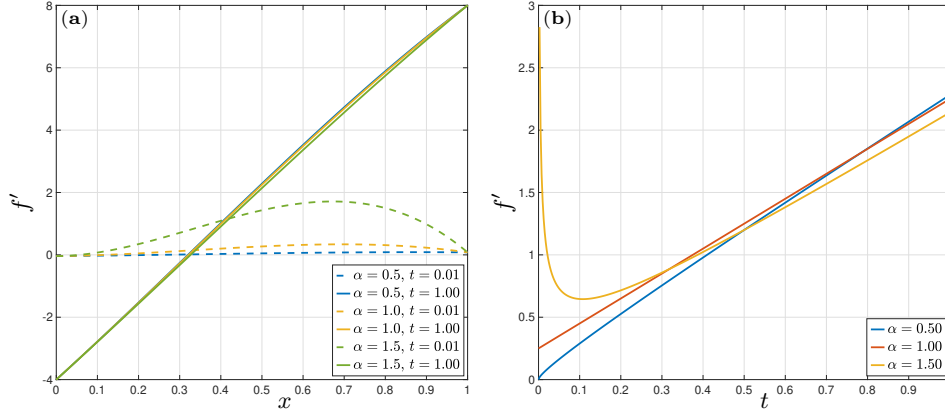 (a)
8
6
4
2
0
-2
-4
f′
0 0.1 0.2 0.3 0.4 0.5 0.6 0.7 0.8 0.9 1
x
α = 0.5, t = 0.01
α = 0.5, t = 1.00
α = 1.0, t = 0.01
α = 1.0, t = 1.00
α = 1.5, t = 0.01
α = 1.5, t = 1.00
(b)
3
2.5
2
1.5
1
0.5
0
f′
0 0.1 0.2 0.3 0.4 0.5 0.6 0.7 0.8 0.9
t
α = 0.50
α = 1.00
α = 1.50